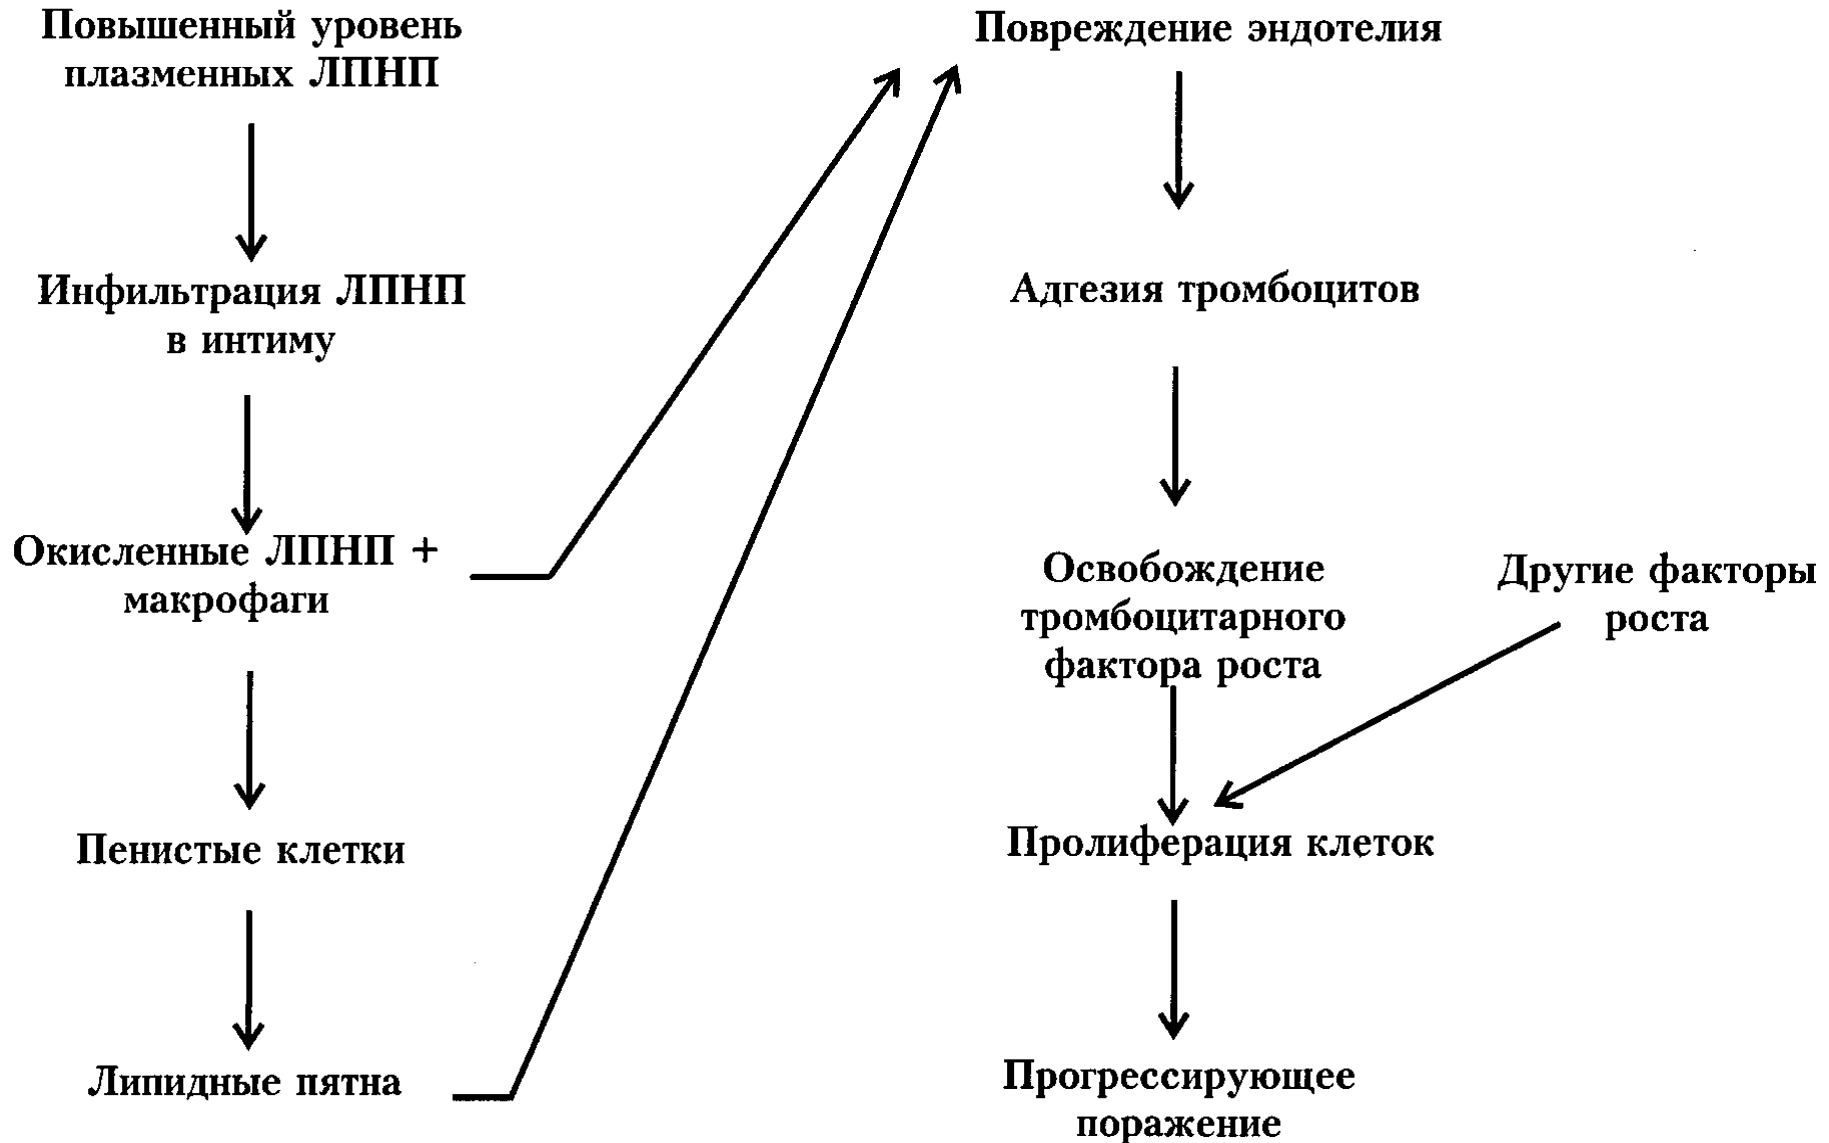 Повышенный уровень
плазменных ЛПНП
Инфильтрация ЛПНП
в интиму
Окисленные ЛПНП +
макрофаги
Пенистые клетки
Липидные пятна
Повреждение эндотелия
Адгезия тромбоцитов
Освобождение
тромбоцитарного
фактора роста
Другие факторы
роста
Пролиферация клеток
Прогрессирующее
поражение